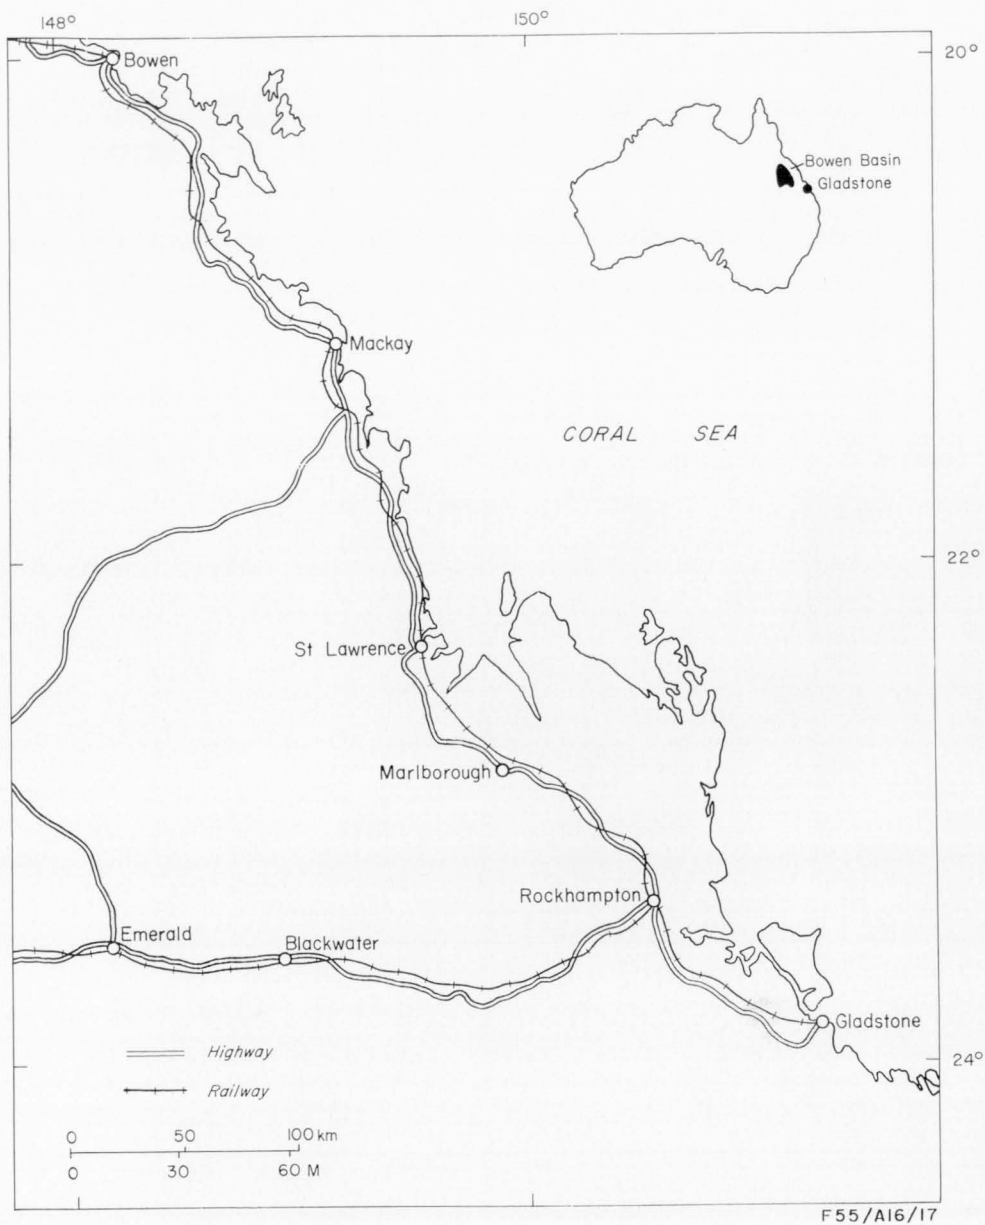 148°
150°
20°
Bowen
Bowen Basin
Gladstone
Mackay
CORAL SEA
22°
St Lawrence
Marlborough
Rockhampton
Emerald
Blackwater
Gladstone
Highway
24°
Railway
0 50 100 km
0 30 60 M
F55/A16/17